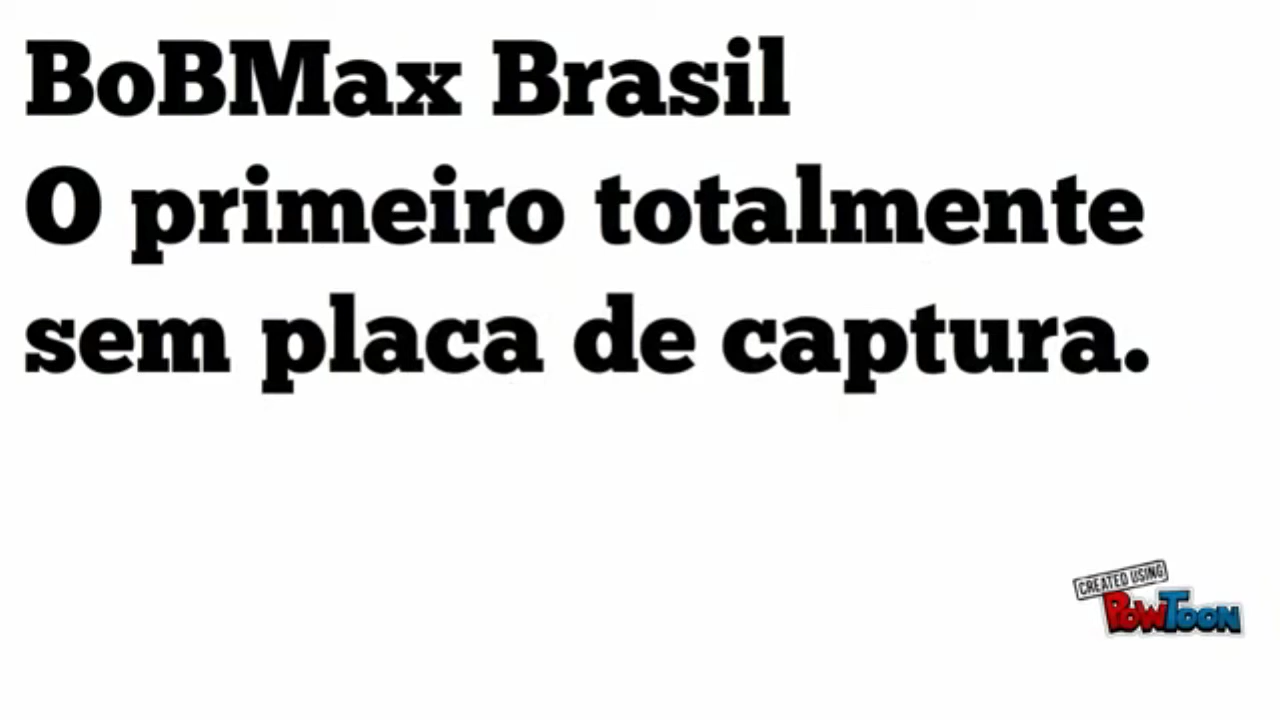 BoBMax Brasil
O primeiro totalmente
sem placa de captura.
CREATED USING
POWTOON